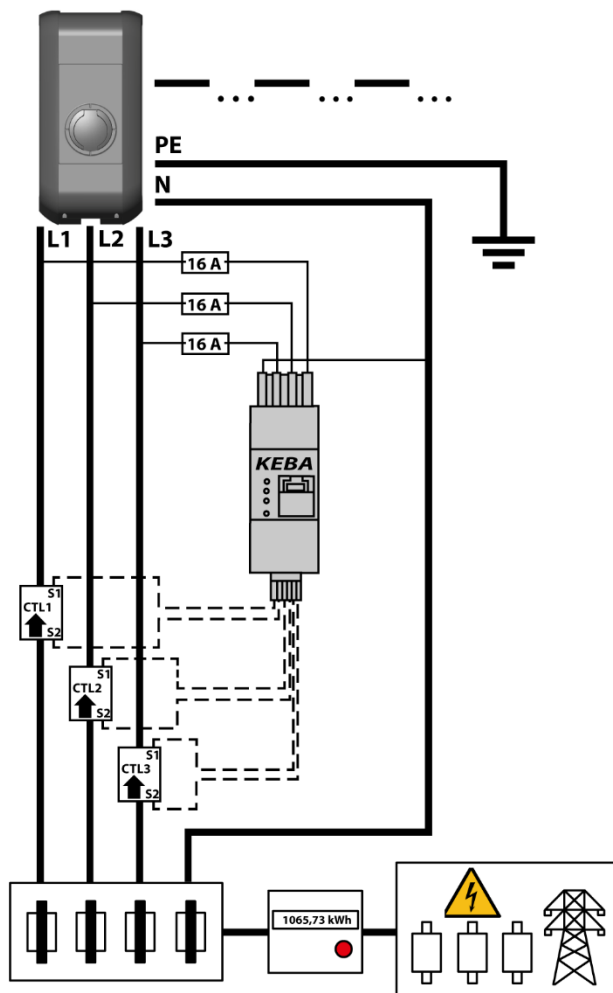 PE
N
L1
L2
L3
16 A
16 A
16 A
KEBA
S1
CTL1
S2
S1
CTL2
S2
S1
CTL3
S2
1065,73 kWh